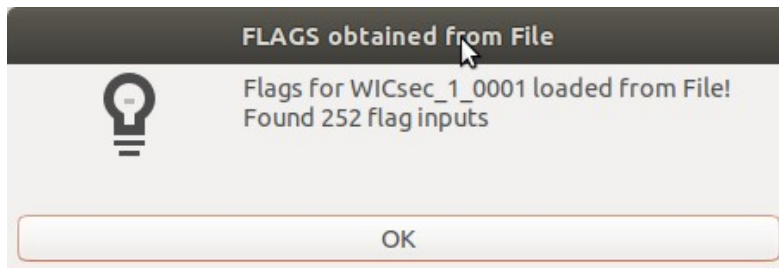 FLAGS obtained from File
Flags for WICsec_1_0001 loaded from File!
Found 252 flag inputs
OK